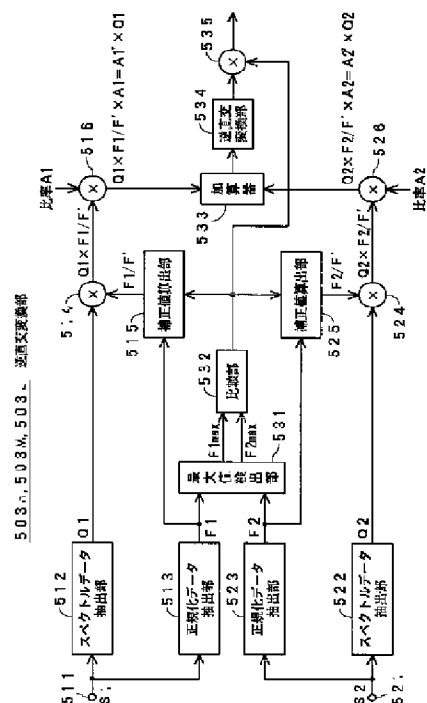 503H, 503M, 503L 逆直交変換部
511
S1
512
スペクトルデータ
抽出部
Q1
514
×
Q1×F1/F'
比率A1
516
×
Q1×F1/F'×A1=A1'×Q1
513
正規化データ
抽出部
F1
F1/F'
515
補正値算出部
最大値検出部
531
F1max
F2max
532
比較部
533
加算器
534
逆直交
変換部
535
×
523
正規化データ
抽出部
F2
F2/F'
525
補正値算出部
521
S2
522
スペクトルデータ
抽出部
Q2
524
×
Q2×F2/F'
比率A2
526
×
Q2×F2/F'×A2=A2'×Q2